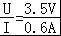 U/I = 3.5V/0.6A